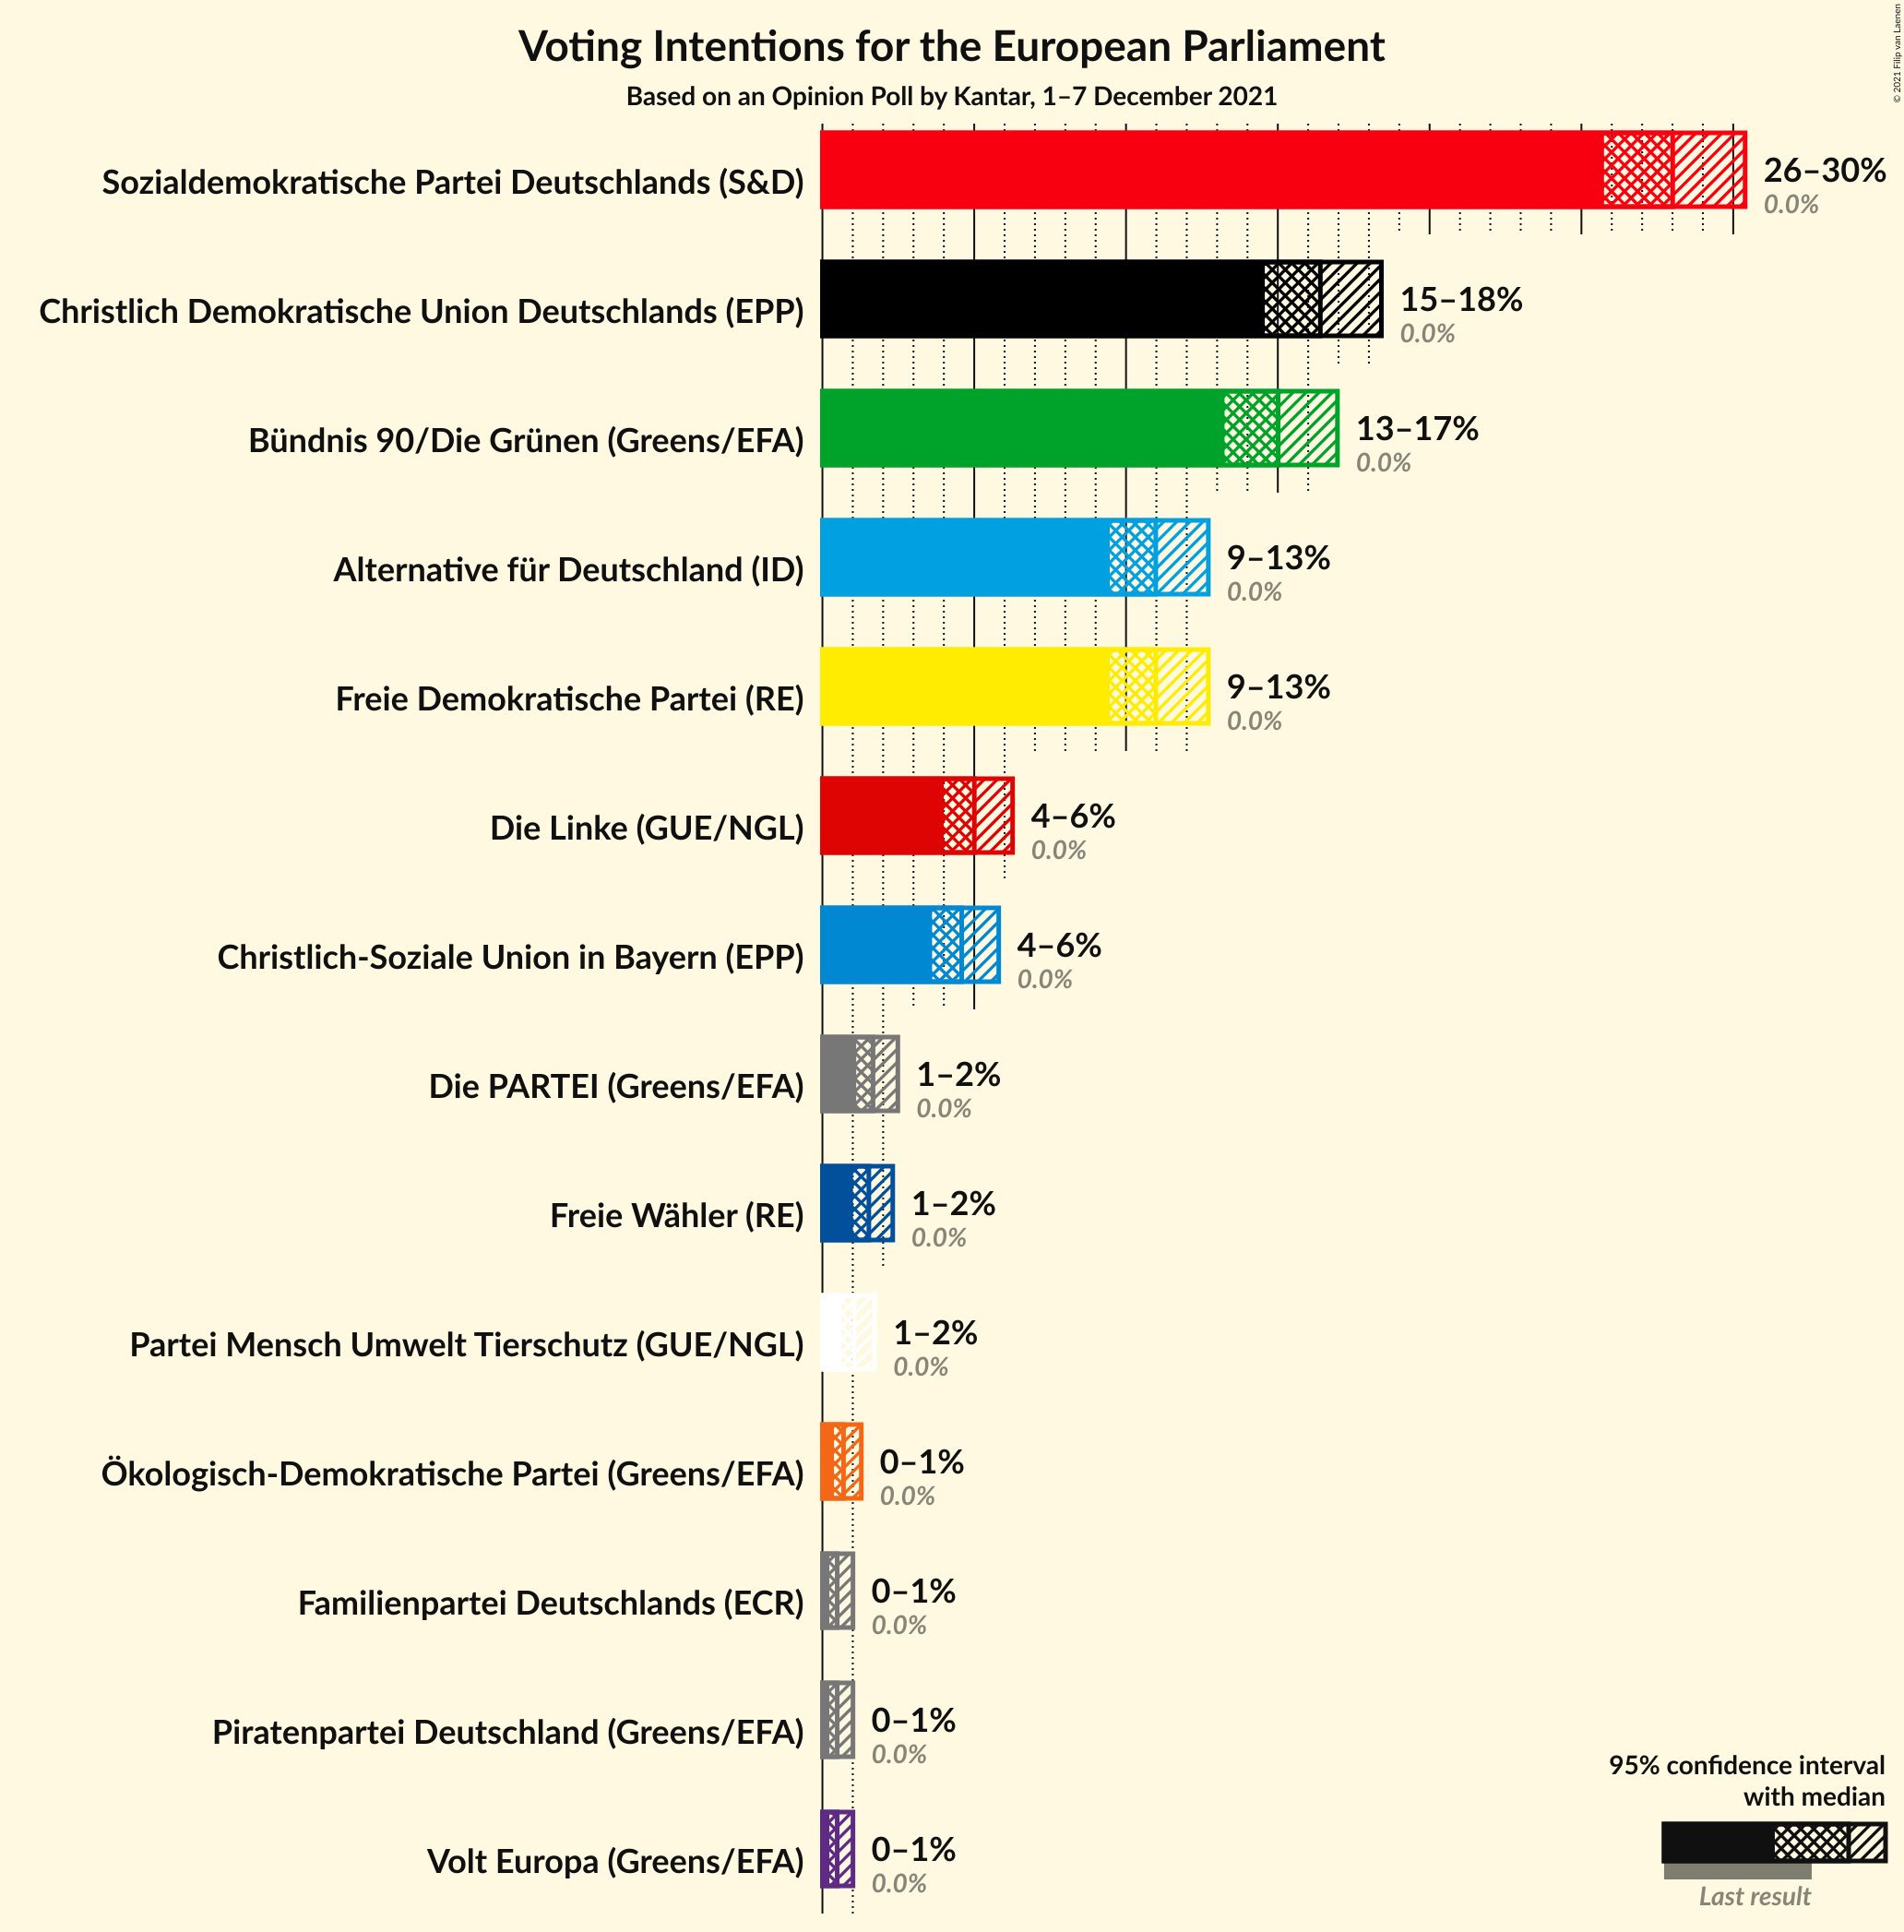 Voting Intentions for the European Parliament
Based on an Opinion Poll by Kantar, 1–7 December 2021
© 2021 Filip van Laenen
Sozialdemokratische Partei Deutschlands (S&D)
26–30%
0.0%
Christlich Demokratische Union Deutschlands (EPP)
15–18%
0.0%
Bündnis 90/Die Grünen (Greens/EFA)
13–17%
0.0%
Alternative für Deutschland (ID)
9–13%
0.0%
Freie Demokratische Partei (RE)
9–13%
0.0%
Die Linke (GUE/NGL)
4–6%
0.0%
Christlich-Soziale Union in Bayern (EPP)
4–6%
0.0%
Die PARTEI (Greens/EFA)
1–2%
0.0%
Freie Wähler (RE)
1–2%
0.0%
Partei Mensch Umwelt Tierschutz (GUE/NGL)
1–2%
0.0%
Ökologisch-Demokratische Partei (Greens/EFA)
0–1%
0.0%
Familienpartei Deutschlands (ECR)
0–1%
0.0%
Piratenpartei Deutschland (Greens/EFA)
0–1%
0.0%
Volt Europa (Greens/EFA)
0–1%
0.0%
95% confidence interval
with median
Last result